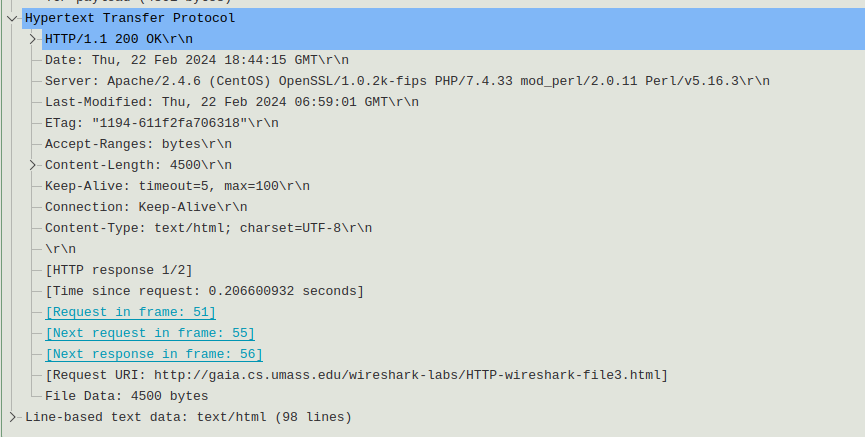 Hypertext Transfer Protocol
HTTP/1.1 200 OK\r\n
Date: Thu, 22 Feb 2024 18:44:15 GMT\r\n
Server: Apache/2.4.6 (CentOS) OpenSSL/1.0.2k-fips PHP/7.4.33 mod_perl/2.0.11 Perl/v5.16.3\r\n
Last-Modified: Thu, 22 Feb 2024 06:59:01 GMT\r\n
ETag: "1194-611f2fa706318"\r\n
Accept-Ranges: bytes\r\n
Content-Length: 4500\r\n
Keep-Alive: timeout=5, max=100\r\n
Connection: Keep-Alive\r\n
Content-Type: text/html; charset=UTF-8\r\n
\r\n
[HTTP response 1/2]
[Time since request: 0.206600932 seconds]
[Request in frame: 51]
[Next request in frame: 55]
[Next response in frame: 56]
[Request URI: http://gaia.cs.umass.edu/wireshark-labs/HTTP-wireshark-file3.html]
File Data: 4500 bytes
Line-based text data: text/html (98 lines)